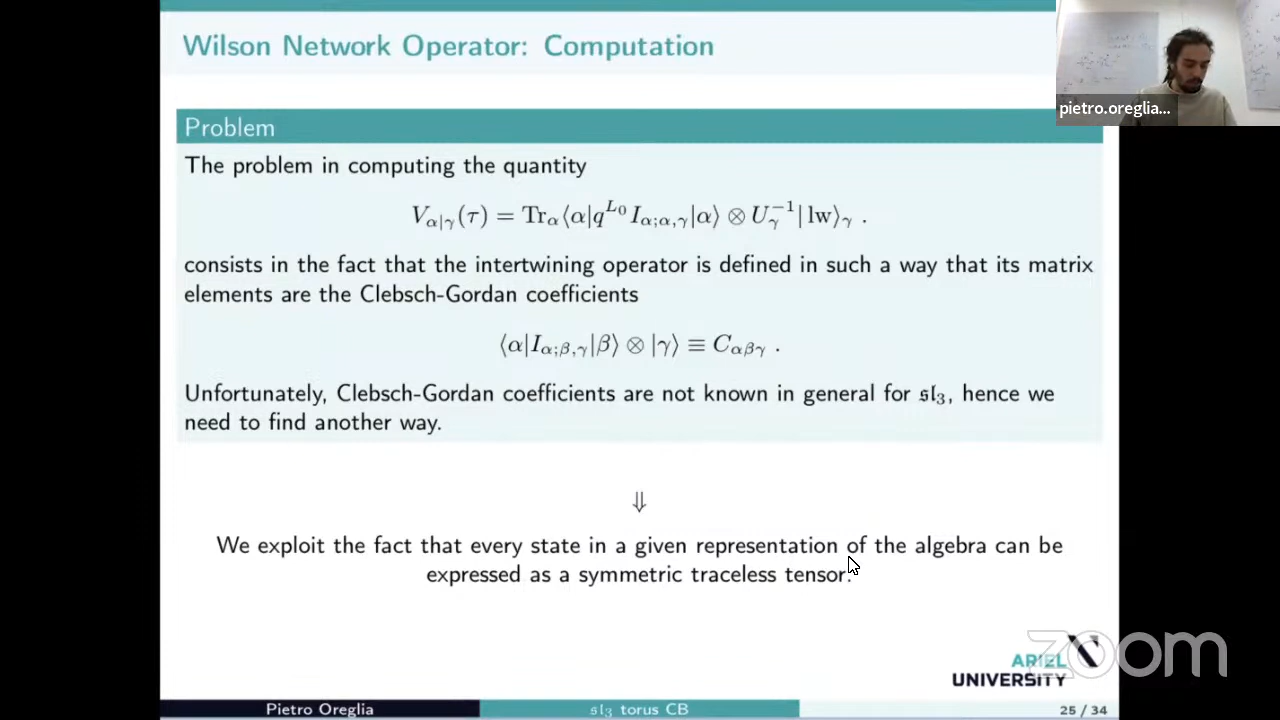 Wilson Network Operator: Computation
pietro.oreglia...
Problem
The problem in computing the quantity
V_{α|γ}(τ) = Tr_α⟨α|q^{L_0} I_{α;α,γ}|α⟩ ⊗ U_γ^{-1}| lw⟩_γ .
consists in the fact that the intertwining operator is defined in such a way that its matrix
elements are the Clebsch-Gordan coefficients
⟨α|I_{α;β,γ}|β⟩ ⊗ |γ⟩ ≡ C_{αβγ} .
Unfortunately, Clebsch-Gordan coefficients are not known in general for 𝔰𝔩₃, hence we
need to find another way.
⇓
We exploit the fact that every state in a given representation of the algebra can be
expressed as a symmetric traceless tensor.
ARIEL
UNIVERSITY
zoom
Pietro Oreglia
𝔰𝔩₃ torus CB
25 / 34